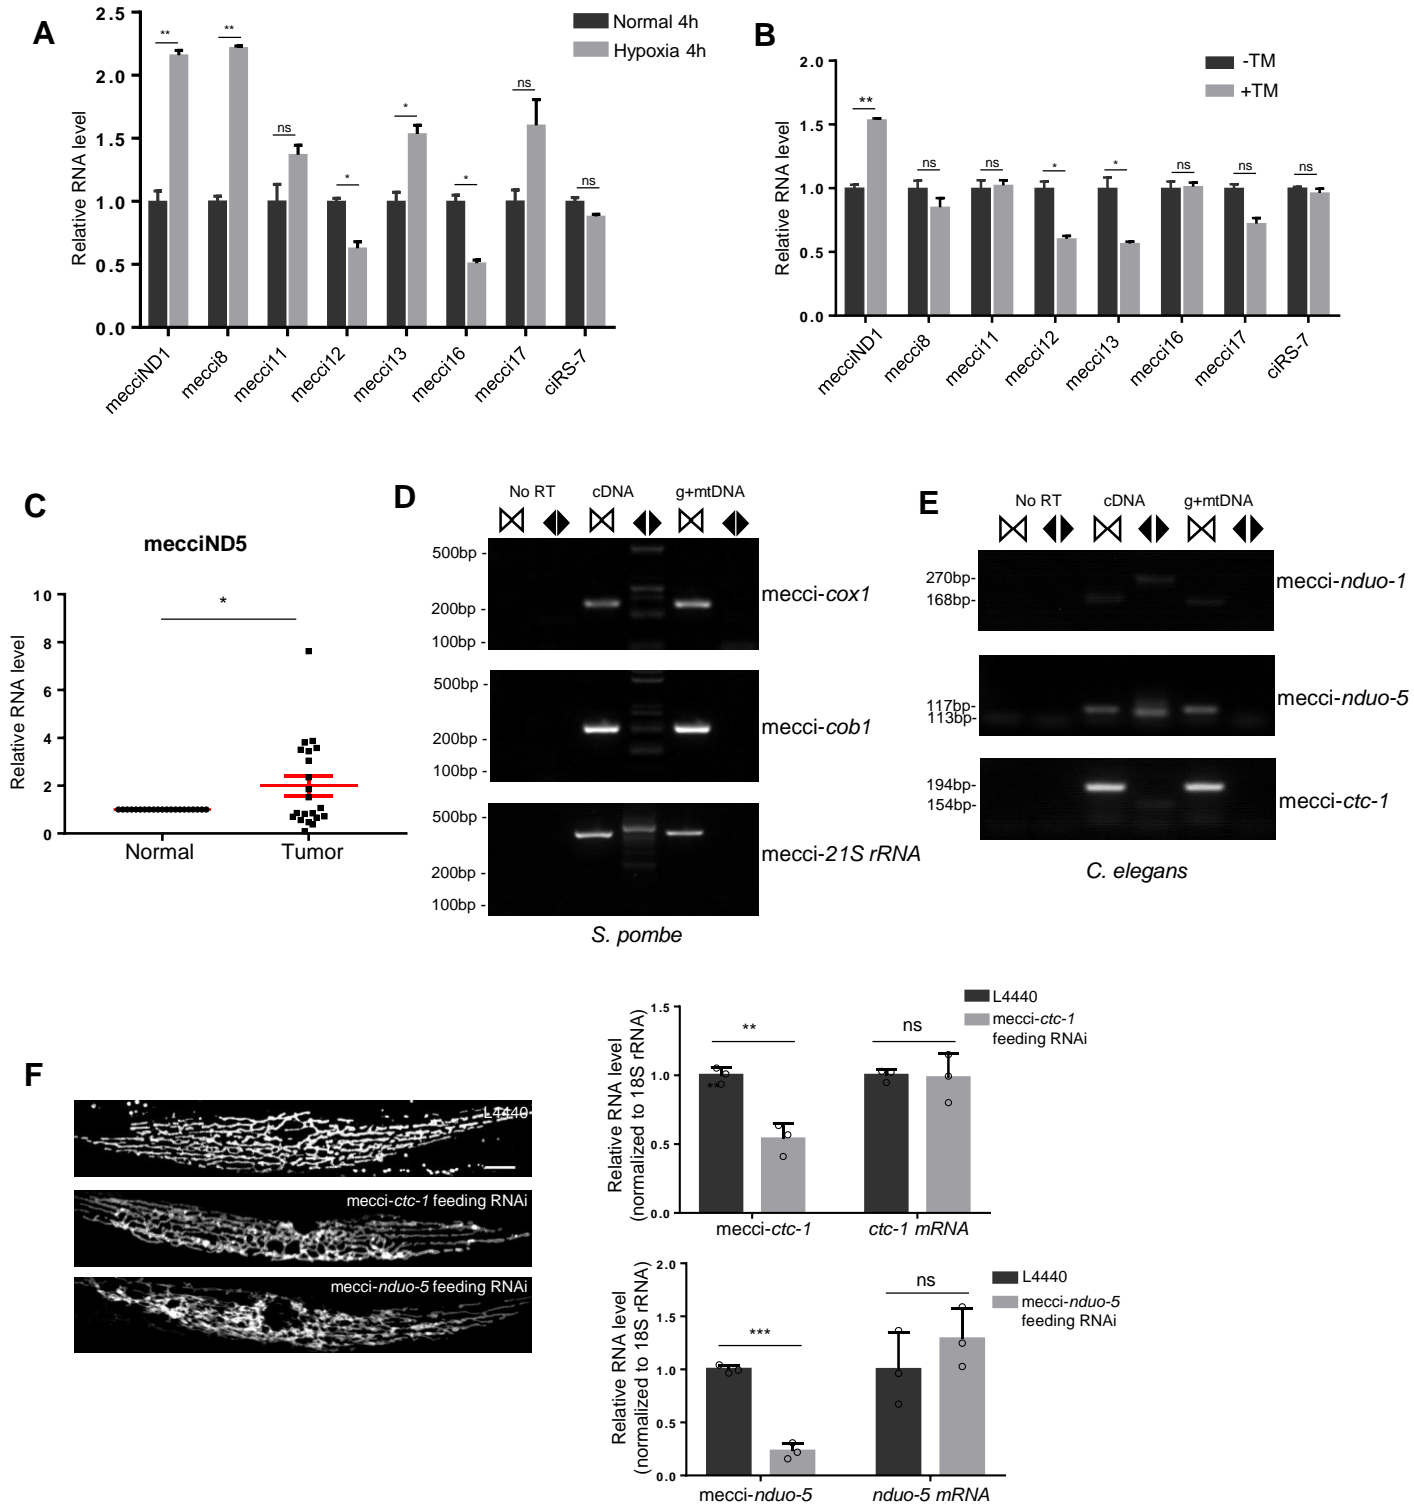 A
Relative RNA level
2.5
2.0
1.5
1.0
0.5
0.0
** ** ns * * * ns ns
Normal 4h
Hypoxia 4h
mecciND1 mecci8 mecci11 mecci12 mecci13 mecci16 mecci17 ciRS-7
B
Relative RNA level
2.0
1.5
1.0
0.5
0.0
** ns ns * * ns ns ns
-TM
+TM
mecciND1 mecci8 mecci11 mecci12 mecci13 mecci16 mecci17 ciRS-7
C
mecciND5
Relative RNA level
10
8
6
4
2
0
*
Normal Tumor
D
No RT cDNA g+mtDNA
500bp -
200bp -
100bp -
mecci-cox1
500bp -
200bp -
100bp -
mecci-cob1
500bp -
200bp -
100bp -
mecci-21S rRNA
S. pombe
E
No RT cDNA g+mtDNA
270bp-
168bp-
mecci-nduo-1
117bp-
113bp-
mecci-nduo-5
194bp-
154bp-
mecci-ctc-1
C. elegans
F
L4440
mecci-ctc-1 feeding RNAi
mecci-nduo-5 feeding RNAi
Relative RNA level
(normalized to 18S rRNA)
1.5
1.0
0.5
0.0
** ns
**
L4440
mecci-ctc-1
feeding RNAi
mecci-ctc-1 ctc-1 mRNA
Relative RNA level
(normalized to 18S rRNA)
2.0
1.5
1.0
0.5
0.0
*** ns
L4440
mecci-nduo-5
feeding RNAi
mecci-nduo-5 nduo-5 mRNA